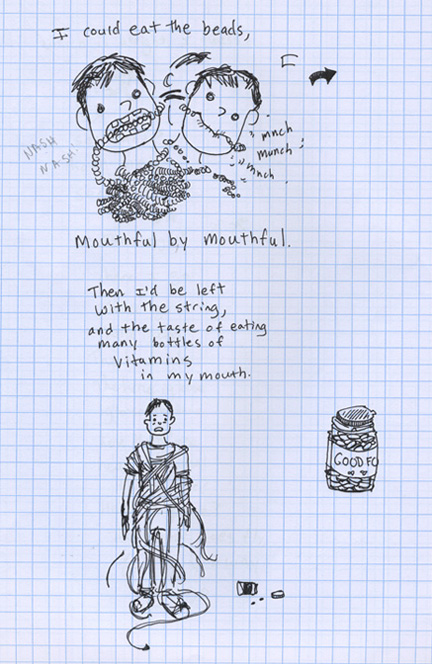 I could eat the beads,
NASH
NASH!
mnch
munch
mnch
Mouthful by mouthful.
Then I'd be left
with the string,
and the taste of eating
many bottles of
vitamins
in my mouth.
GOOD FO